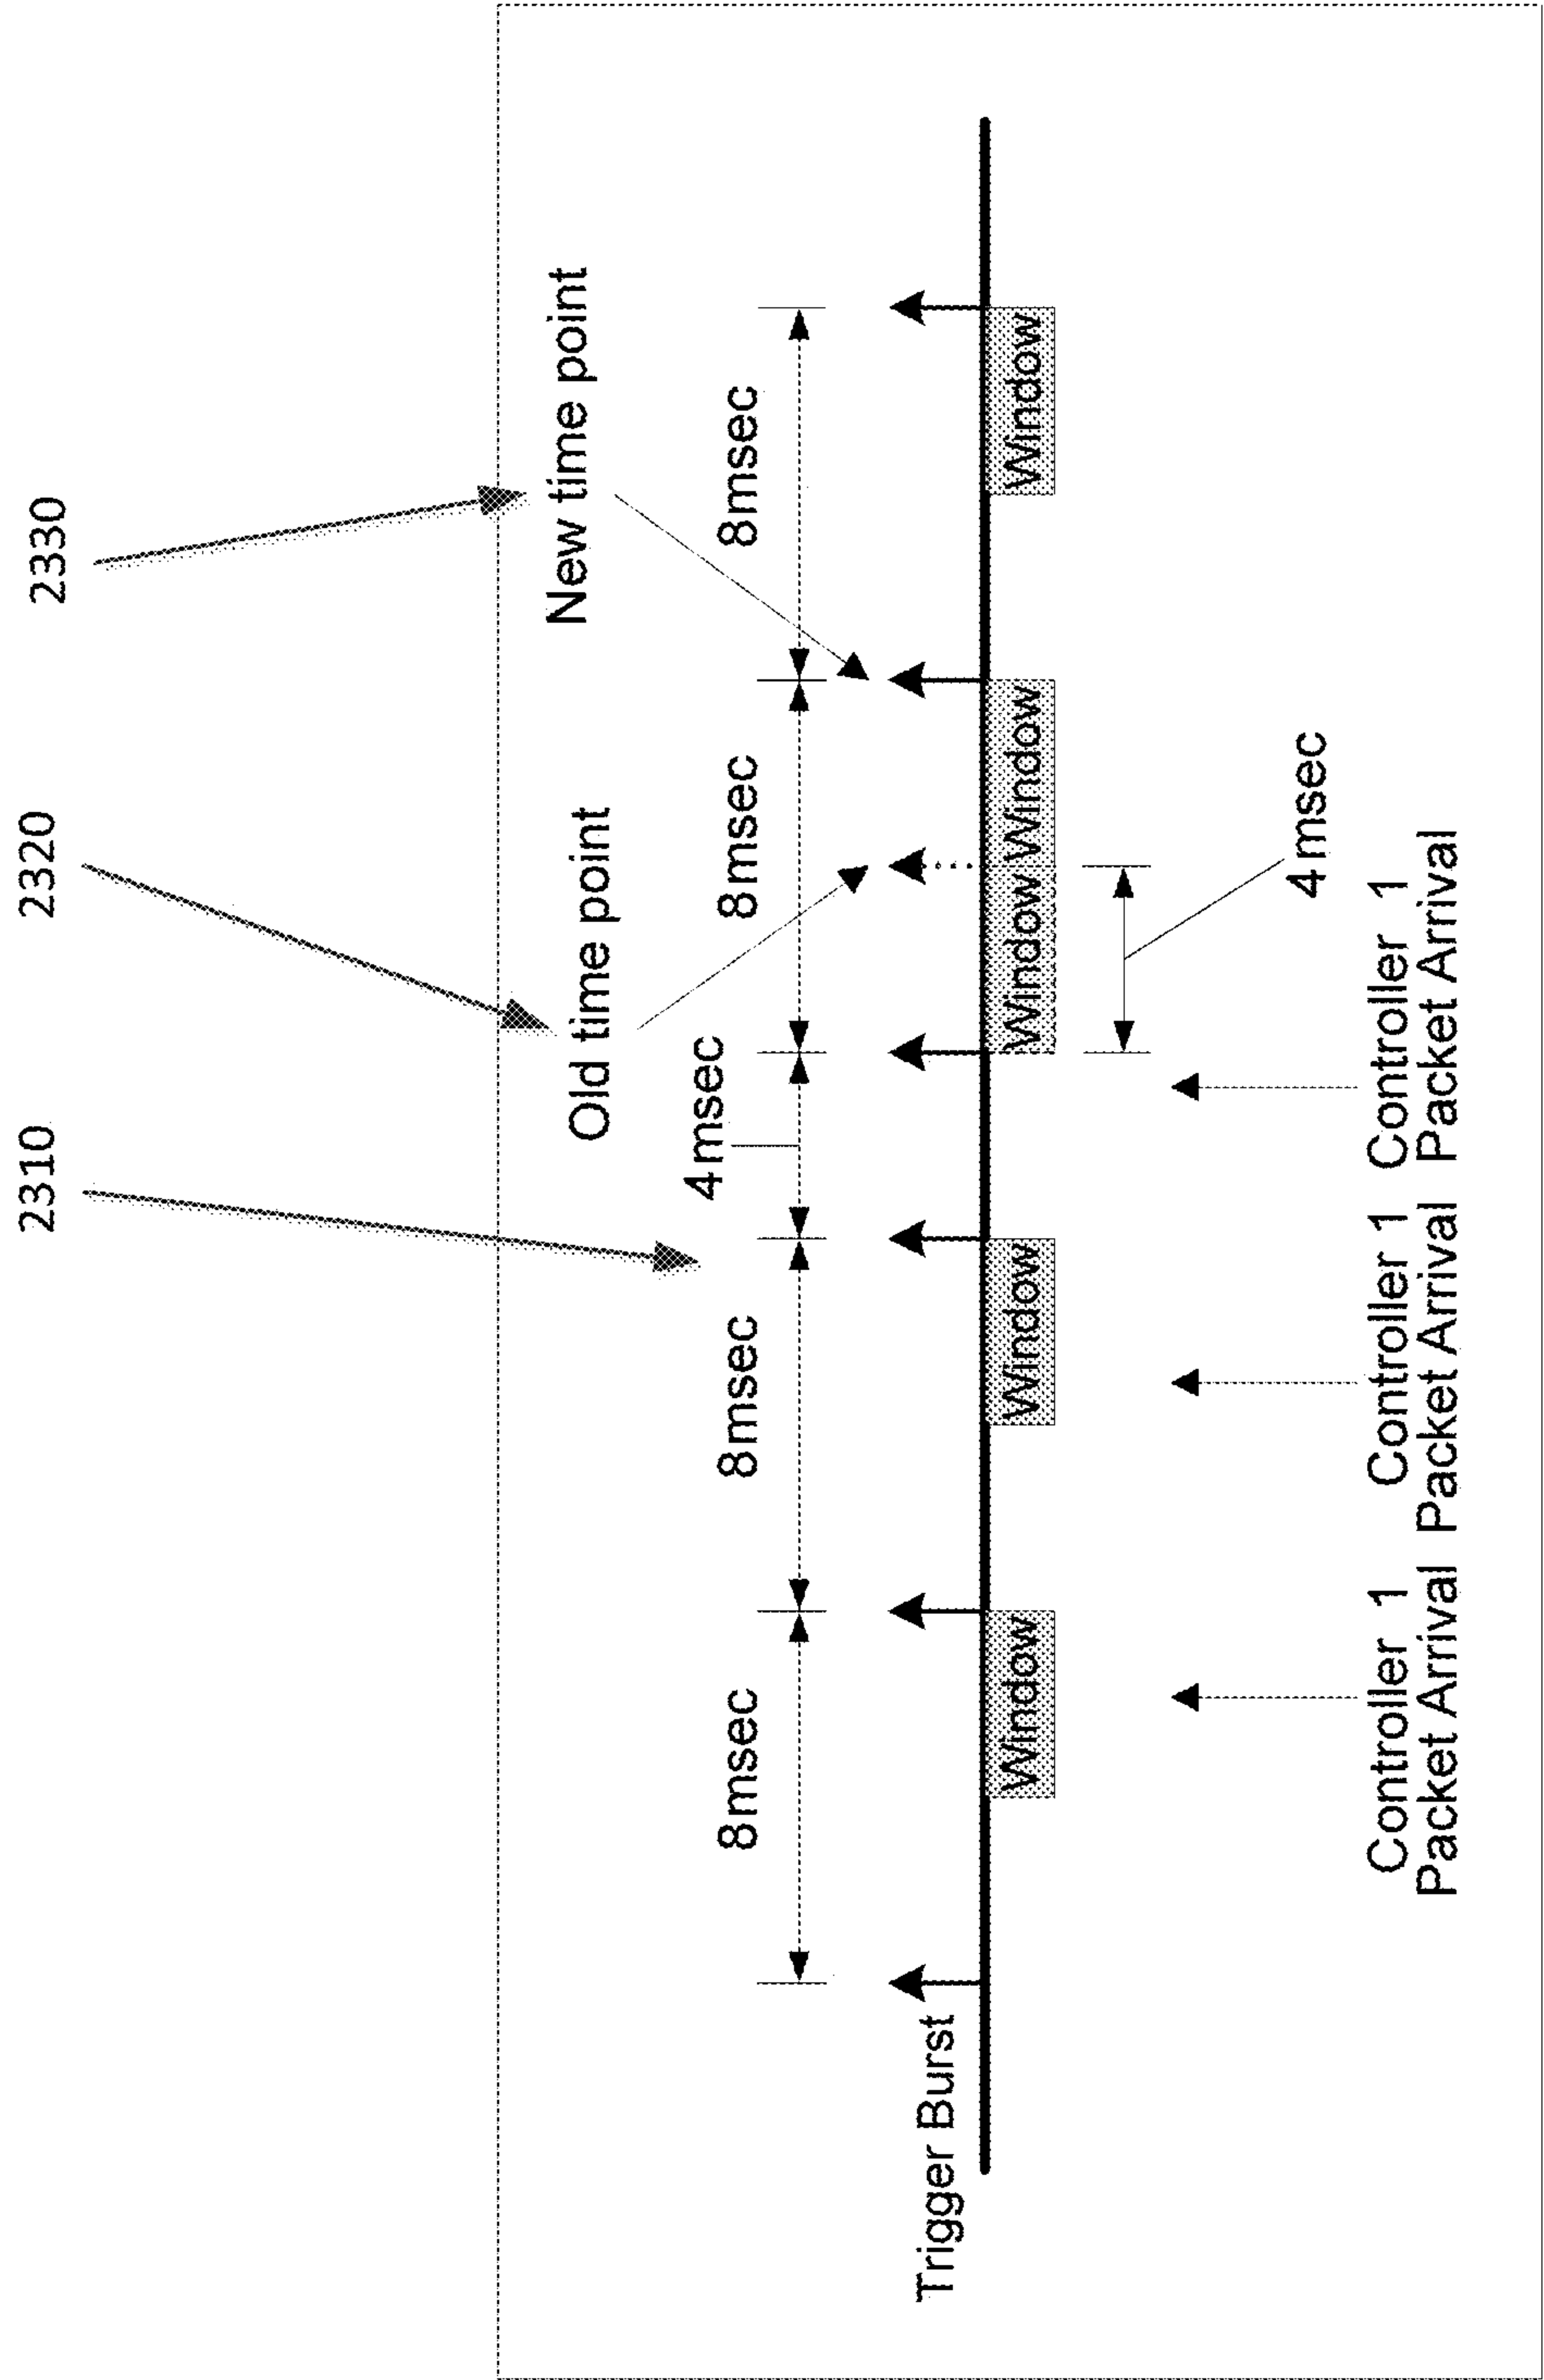 2310
2320
2330
Old time point
New time point
4msec
8msec
8msec
8msec
8msec
Trigger Burst
Window
Window
Window
Window
Window
4msec
Controller 1
Packet Arrival
Controller 1
Packet Arrival
Controller 1
Packet Arrival